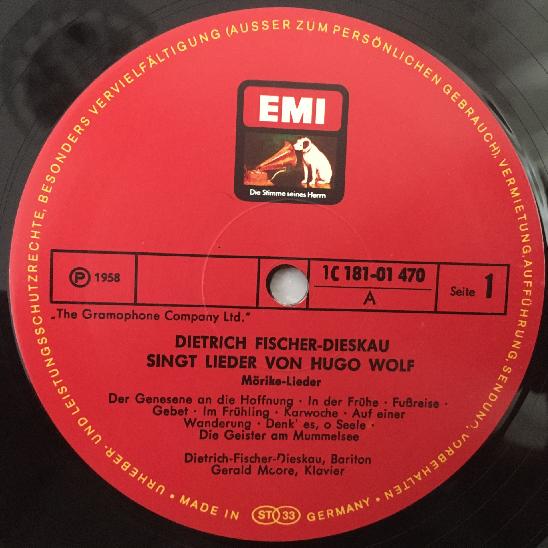 URHEBER- UND LEISTUNGSSCHUTZRECHTE, BESONDERS VERVIELFÄLTIGUNG (AUSSER ZUM PERSÖNLICHEN GEBRAUCH), VERMIETUNG, AUFFÜHRUNG, SENDUNG, VORBEHALTEN
EMI
Die Stimme seines Herrn
Ⓟ 1958
1C 181-01 470
A
Seite 1
„The Gramophone Company Ltd."
DIETRICH FISCHER-DIESKAU
SINGT LIEDER VON HUGO WOLF
Mörike-Lieder
Der Genesene an die Hoffnung · In der Frühe · Fußreise ·
Gebet · Im Frühling · Karwoche · Auf einer
Wanderung · Denk' es, o Seele ·
Die Geister am Mummelsee
Dietrich-Fischer-Dieskau, Bariton
Gerald Moore, Klavier
• MADE IN ST 33 GERMANY •